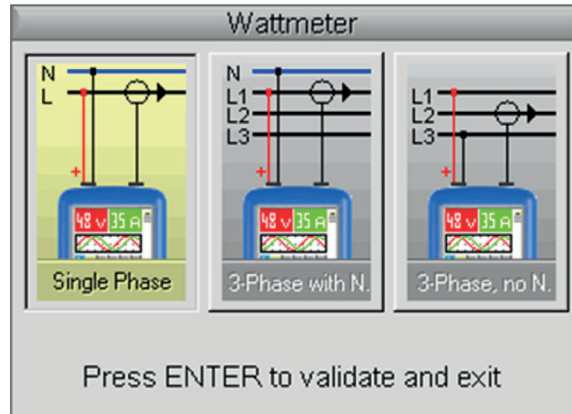 Wattmeter
N
L
+
48 V 35 A
Single Phase
N
L1
L2
L3
+
48 V 35 A
3-Phase with N.
L1
L2
L3
+
48 V 35 A
3-Phase, no N.
Press ENTER to validate and exit